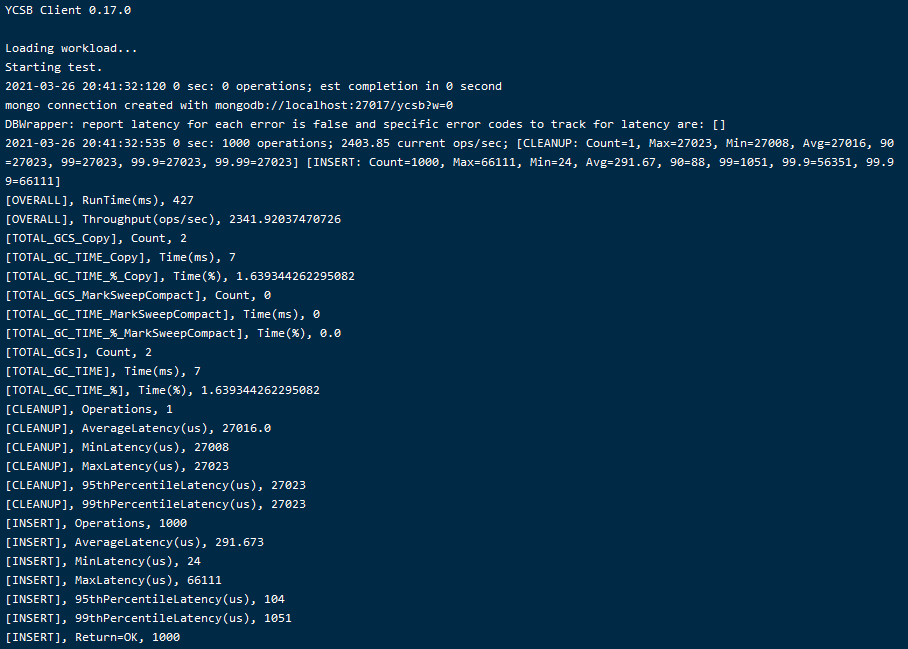 YCSB Client 0.17.0
Loading workload...
Starting test.
2021-03-26 20:41:32:120 0 sec: 0 operations; est completion in 0 second
mongo connection created with mongodb://localhost:27017/ycsb?w=0
DBWrapper: report latency for each error is false and specific error codes to track for latency are: []
2021-03-26 20:41:32:535 0 sec: 1000 operations; 2403.85 current ops/sec; [CLEANUP: Count=1, Max=27023, Min=27008, Avg=27016, 90
=27023, 99=27023, 99.9=27023, 99.99=27023] [INSERT: Count=1000, Max=66111, Min=24, Avg=291.67, 90=88, 99=1051, 99.9=56351, 99.9
9=66111]
[OVERALL], RunTime(ms), 427
[OVERALL], Throughput(ops/sec), 2341.92037470726
[TOTAL_GCS_Copy], Count, 2
[TOTAL_GC_TIME_Copy], Time(ms), 7
[TOTAL_GC_TIME_%_Copy], Time(%), 1.639344262295082
[TOTAL_GCS_MarkSweepCompact], Count, 0
[TOTAL_GC_TIME_MarkSweepCompact], Time(ms), 0
[TOTAL_GC_TIME_%_MarkSweepCompact], Time(%), 0.0
[TOTAL_GCs], Count, 2
[TOTAL_GC_TIME], Time(ms), 7
[TOTAL_GC_TIME_%], Time(%), 1.639344262295082
[CLEANUP], Operations, 1
[CLEANUP], AverageLatency(us), 27016.0
[CLEANUP], MinLatency(us), 27008
[CLEANUP], MaxLatency(us), 27023
[CLEANUP], 95thPercentileLatency(us), 27023
[CLEANUP], 99thPercentileLatency(us), 27023
[INSERT], Operations, 1000
[INSERT], AverageLatency(us), 291.673
[INSERT], MinLatency(us), 24
[INSERT], MaxLatency(us), 66111
[INSERT], 95thPercentileLatency(us), 104
[INSERT], 99thPercentileLatency(us), 1051
[INSERT], Return=OK, 1000